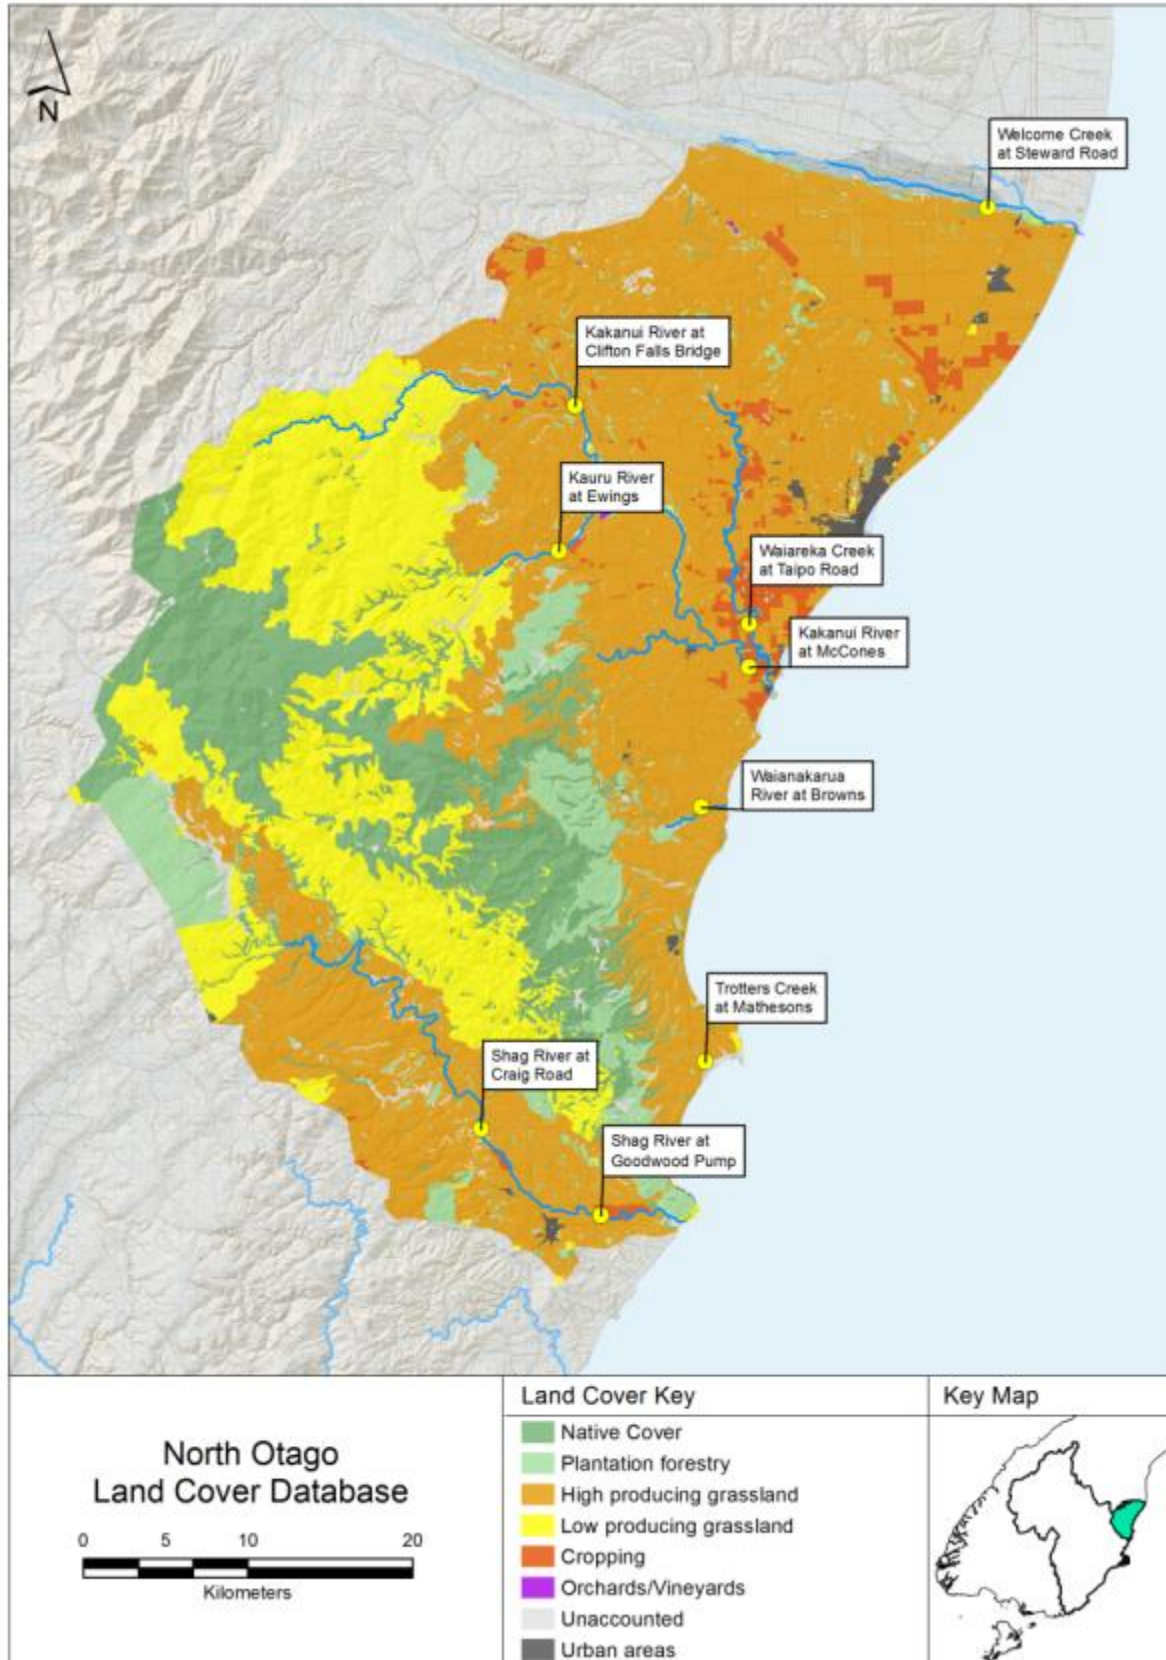 N
Welcome Creek
at Steward Road
Kakanui River at
Clifton Falls Bridge
Kauru River
at Ewings
Waiareka Creek
at Taipo Road
Kakanui River
at McCones
Waianakarua
River at Browns
Trotters Creek
at Mathesons
Shag River at
Craig Road
Shag River at
Goodwood Pump
North Otago
Land Cover Database
0 5 10 20
Kilometers
Land Cover Key
Native Cover
Plantation forestry
High producing grassland
Low producing grassland
Cropping
Orchards/Vineyards
Unaccounted
Urban areas
Key Map